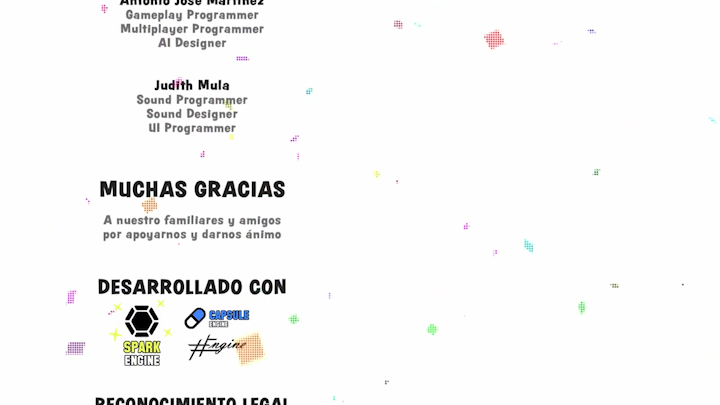 Antonio José Martínez
Gameplay Programmer
Multiplayer Programmer
AI Designer
Judith Mula
Sound Programmer
Sound Designer
UI Programmer
MUCHAS GRACIAS
A nuestro familiares y amigos
por apoyarnos y darnos ánimo
DESARROLLADO CON
SPARK
ENGINE
CAPSULE
ENGINE
#Engine
RECONOCIMIENTO LEGAL